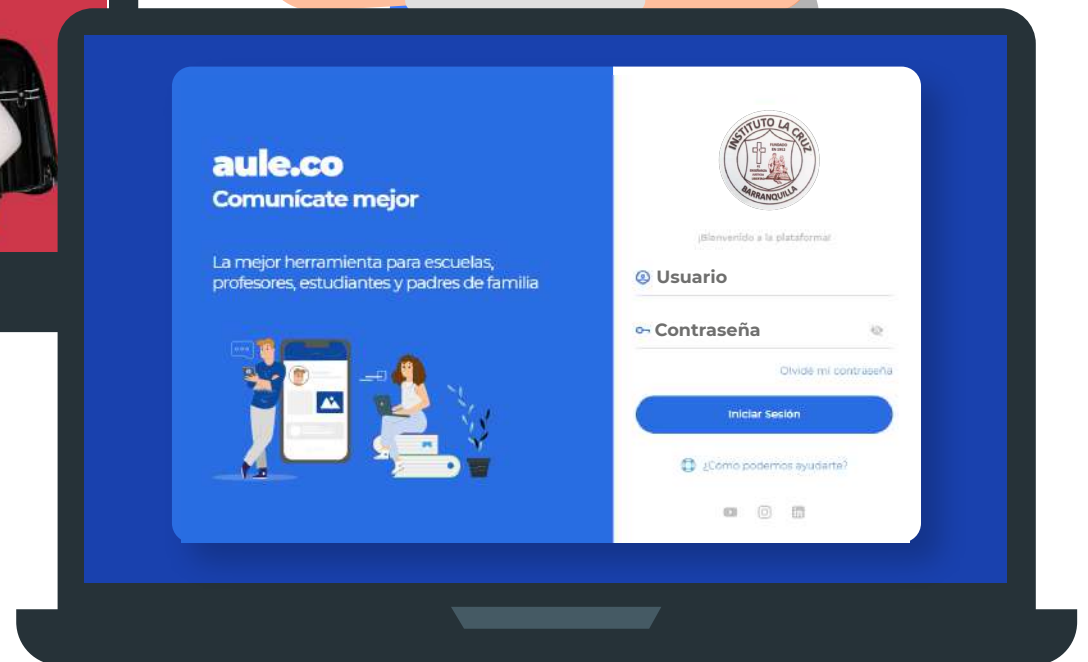 aule.co
Comunícate mejor
La mejor herramienta para escuelas,
profesores, estudiantes y padres de familia
INSTITUTO LA CRUZ
FUNDADO
BARRANQUILLA
¡Bienvenido a la plataforma!
Usuario
Contraseña
Olvidé mi contraseña
Iniciar Sesión
¿Cómo podemos ayudarte?